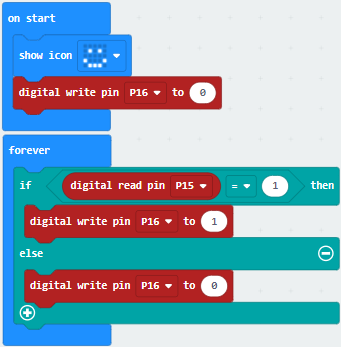 on start
show icon
digital write pin P16 to 0
forever
if digital read pin P15 = 1 then
digital write pin P16 to 1
else
digital write pin P16 to 0